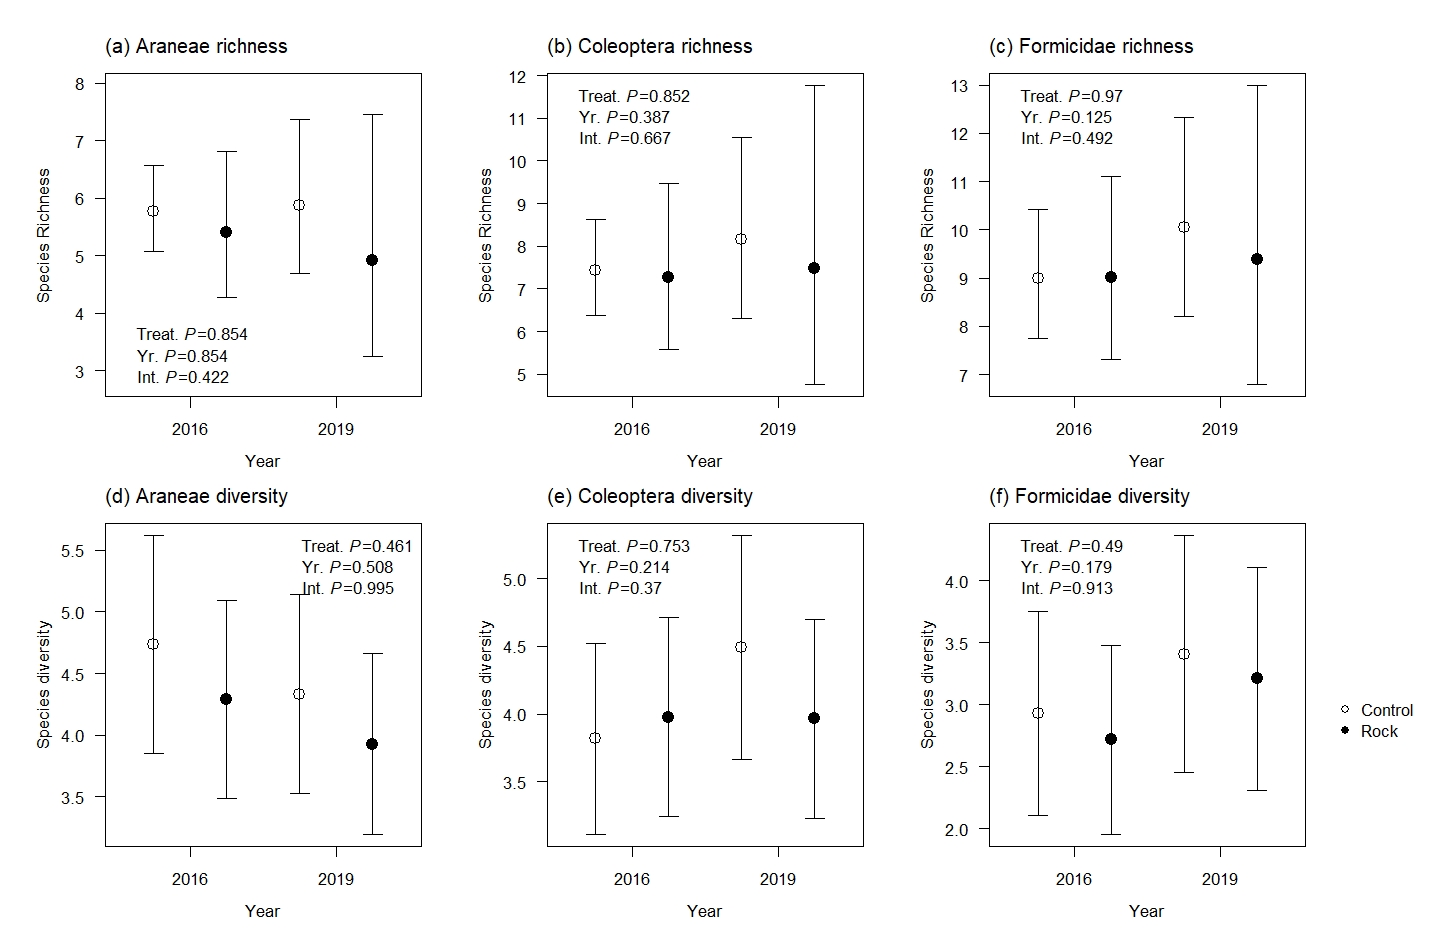 (a) Araneae richness
Species Richness
8
7
6
5
4
3
Treat. P=0.854
Yr. P=0.854
Int. P=0.422
2016 2019
Year
(b) Coleoptera richness
Species Richness
12
11
10
9
8
7
6
5
Treat. P=0.852
Yr. P=0.387
Int. P=0.667
2016 2019
Year
(c) Formicidae richness
Species Richness
13
12
11
10
9
8
7
Treat. P=0.97
Yr. P=0.125
Int. P=0.492
2016 2019
Year
(d) Araneae diversity
Species diversity
5.5
5.0
4.5
4.0
3.5
Treat. P=0.461
Yr. P=0.508
Int. P=0.995
2016 2019
Year
(e) Coleoptera diversity
Species diversity
5.0
4.5
4.0
3.5
Treat. P=0.753
Yr. P=0.214
Int. P=0.37
2016 2019
Year
(f) Formicidae diversity
Species diversity
4.0
3.5
3.0
2.5
2.0
Treat. P=0.49
Yr. P=0.179
Int. P=0.913
2016 2019
Year
Control
Rock